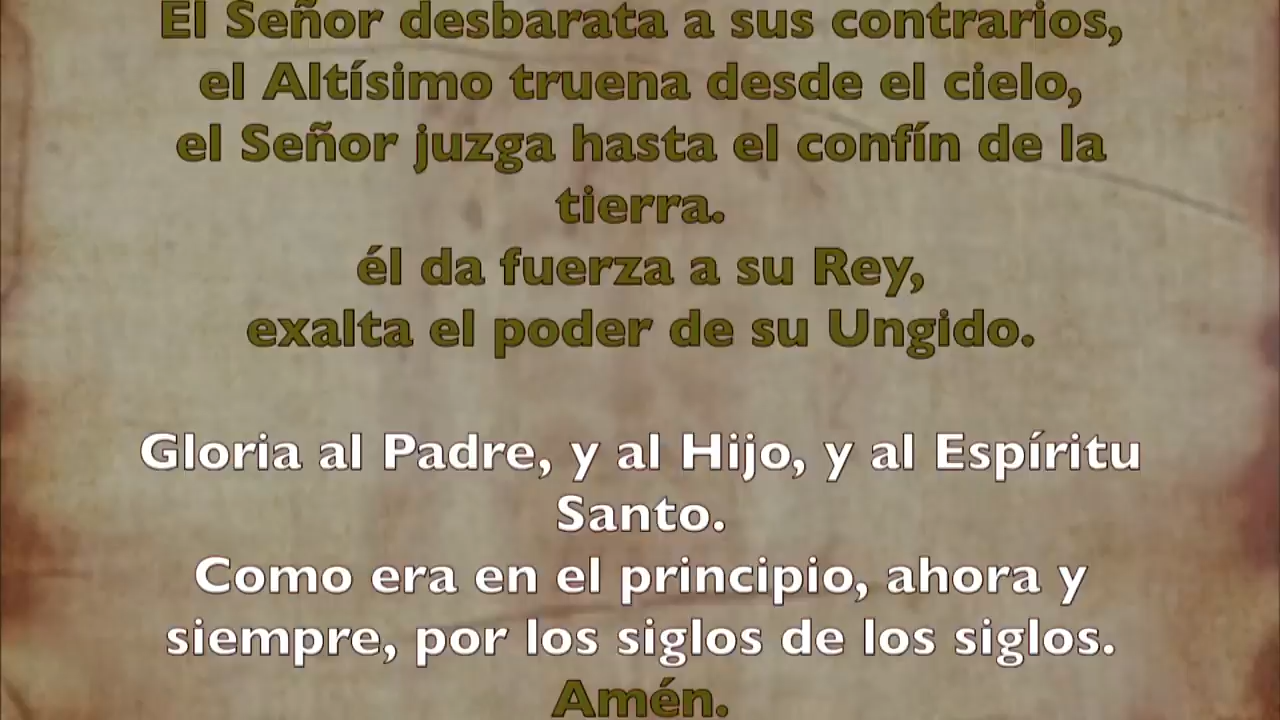 El Señor desbarata a sus contrarios,
el Altísimo truena desde el cielo,
el Señor juzga hasta el confín de la
tierra.
él da fuerza a su Rey,
exalta el poder de su Ungido.
Gloria al Padre, y al Hijo, y al Espíritu
Santo.
Como era en el principio, ahora y
siempre, por los siglos de los siglos.
Amén.